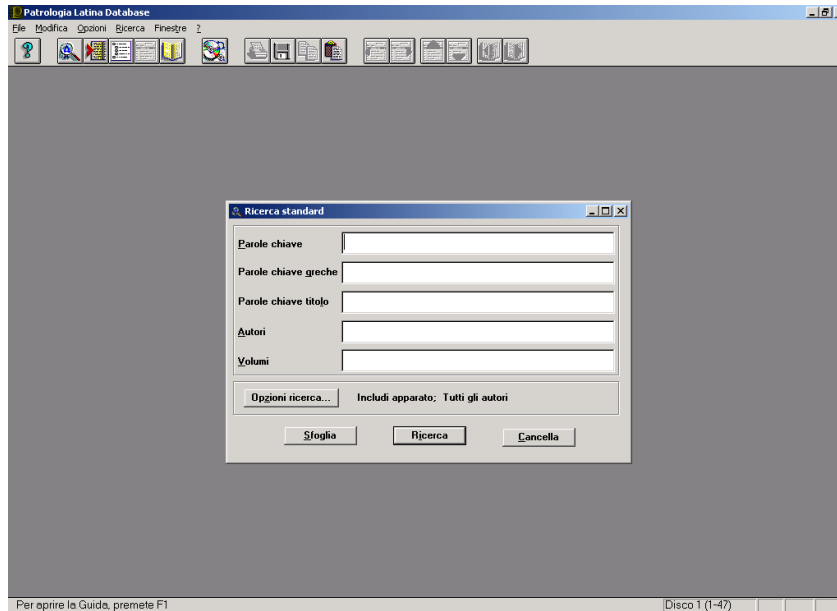 Patrologia Latina Database
File Modifica Opzioni Ricerca Finestre ?
Ricerca standard
Parole chiave
Parole chiave greche
Parole chiave titolo
Autori
Volumi
Opzioni ricerca... Includi apparato; Tutti gli autori
Sfoglia Ricerca Cancella
Per aprire la Guida, premete F1 Disco 1 (1-47)